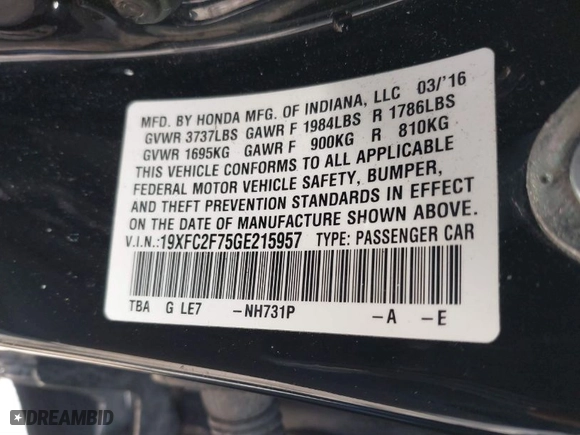 MFD. BY HONDA MFG. OF INDIANA, LLC 03/'16
GVWR 3737LBS GAWR F 1984LBS R 1786LBS
GVWR 1695KG GAWR F 900KG R 810KG
THIS VEHICLE CONFORMS TO ALL APPLICABLE
FEDERAL MOTOR VEHICLE SAFETY, BUMPER,
AND THEFT PREVENTION STANDARDS IN EFFECT
ON THE DATE OF MANUFACTURE SHOWN ABOVE.
V.I.N.:19XFC2F75GE215957 TYPE: PASSENGER CAR
TBA G LE7 -NH731P -A -E
DREAMBID